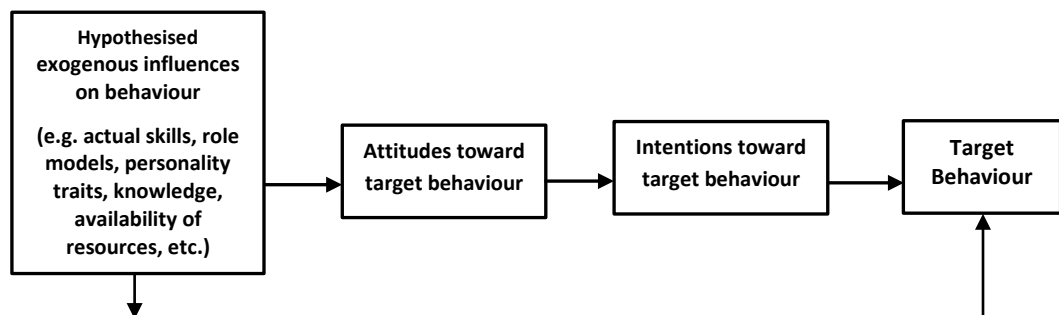 Hypothesised
exogenous influences
on behaviour
(e.g. actual skills, role
models, personality
traits, knowledge,
availability of
resources, etc.)
Attitudes toward
target behaviour
Intentions toward
target behaviour
Target
Behaviour